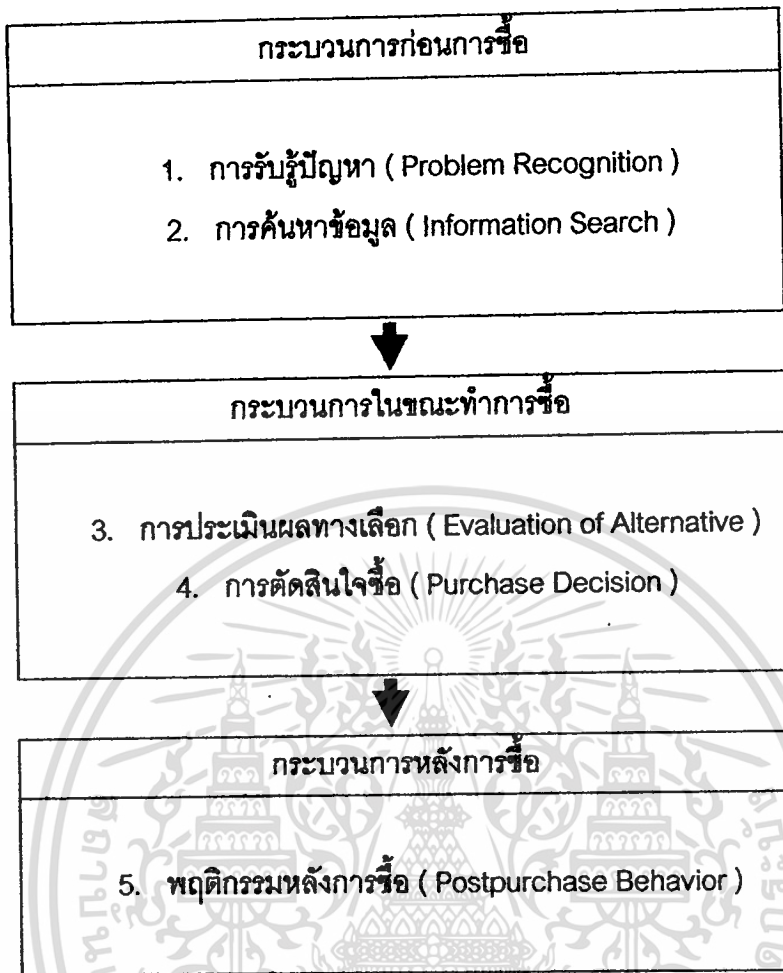 กระบวนการก่อนการซื้อ
1. การรับรู้ปัญหา ( Problem Recognition )
2. การค้นหาข้อมูล ( Information Search )
กระบวนการในขณะทำการซื้อ
3. การประเมินผลทางเลือก ( Evaluation of Alternative )
4. การตัดสินใจซื้อ ( Purchase Decision )
กระบวนการหลังการซื้อ
5. พฤติกรรมหลังการซื้อ ( Postpurchase Behavior )